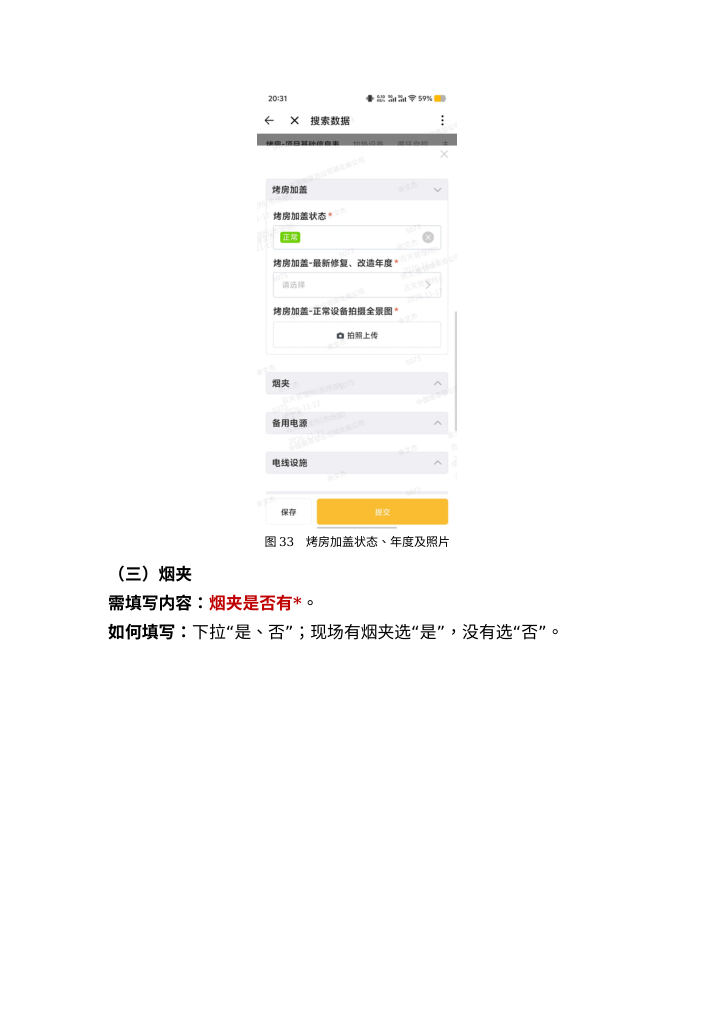 20:31
59%
搜索数据
烤房加盖
烤房加盖状态*
正常
烤房加盖-最新修复、改造年度*
请选择
烤房加盖-正常设备拍摄全景图*
拍照上传
烟夹
备用电源
电线设施
保存
提交
图 33 烤房加盖状态、年度及照片
（三）烟夹
需填写内容：烟夹是否有*。
如何填写：下拉“是、否”；现场有烟夹选“是”，没有选“否”。